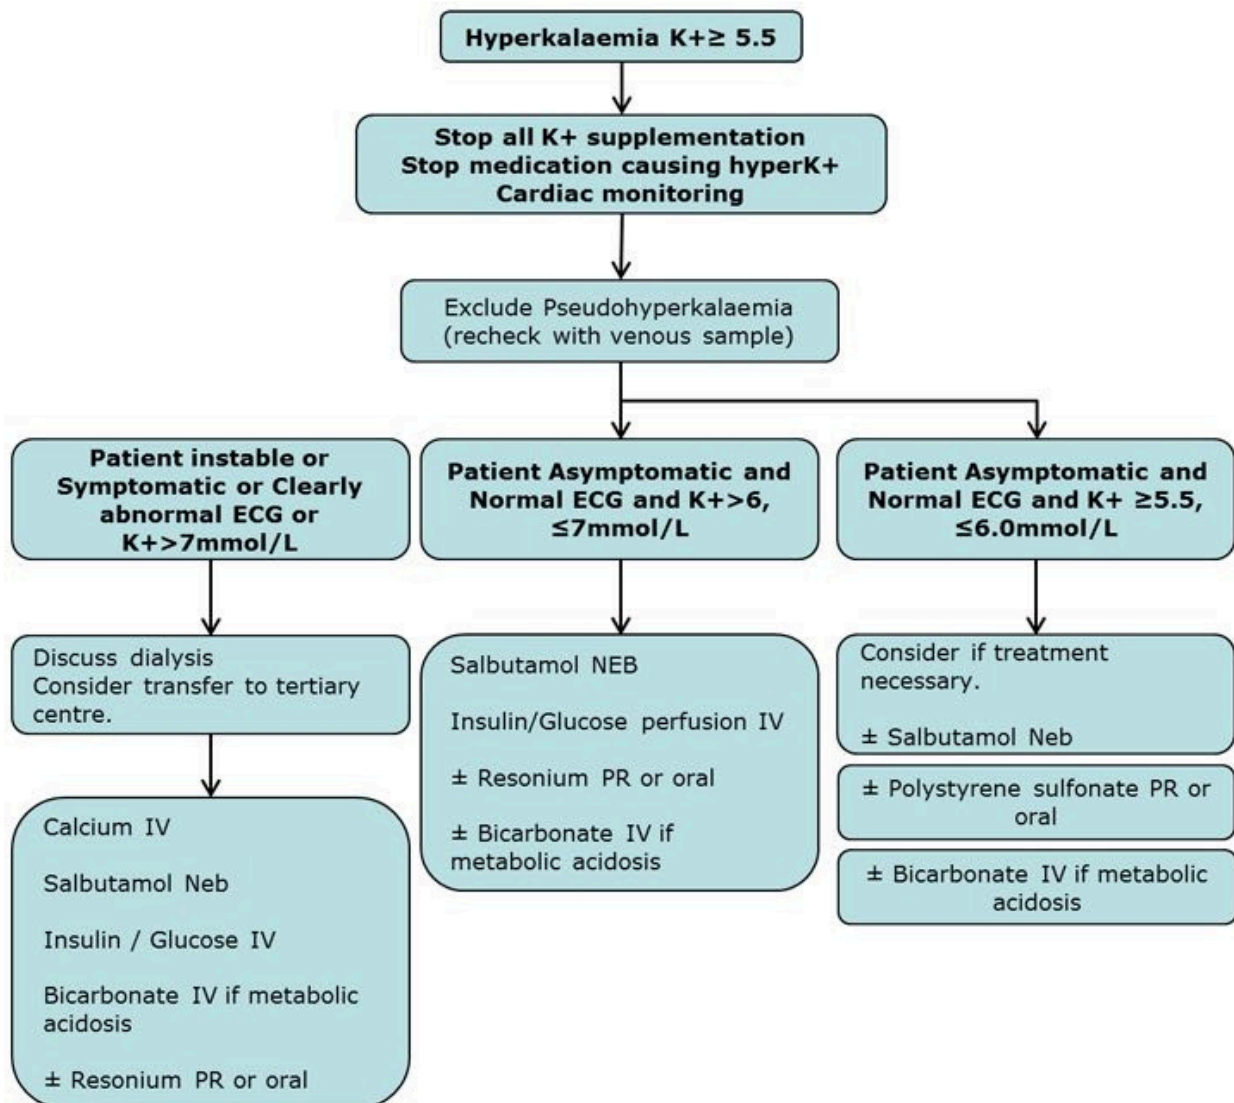 Hyperkalaemia K+≥ 5.5
Stop all K+ supplementation
Stop medication causing hyperK+
Cardiac monitoring
Exclude Pseudohyperkalaemia
(recheck with venous sample)
Patient instable or
Symptomatic or Clearly
abnormal ECG or
K+>7mmol/L
Discuss dialysis
Consider transfer to tertiary
centre.
Calcium IV
Salbutamol Neb
Insulin / Glucose IV
Bicarbonate IV if metabolic
acidosis
± Resonium PR or oral
Patient Asymptomatic and
Normal ECG and K+>6,
≤7mmol/L
Salbutamol NEB
Insulin/Glucose perfusion IV
± Resonium PR or oral
± Bicarbonate IV if
metabolic acidosis
Patient Asymptomatic and
Normal ECG and K+ ≥5.5,
≤6.0mmol/L
Consider if treatment
necessary.
± Salbutamol Neb
± Polystyrene sulfonate PR or
oral
± Bicarbonate IV if metabolic
acidosis